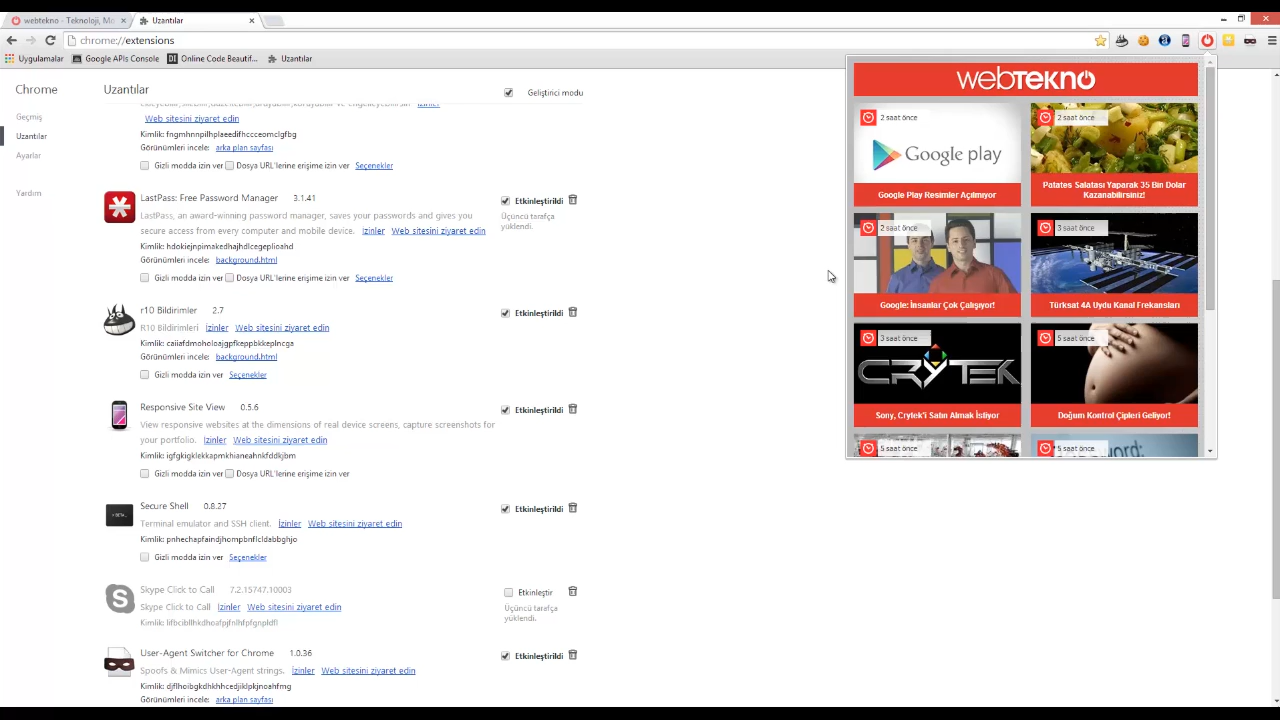 webtekno - Teknoloji, Mo
Uzantılar
chrome://extensions
Uygulamalar
Google APIs Console
Online Code Beautif...
Uzantılar
Chrome
Geçmiş
Uzantılar
Ayarlar
Yardım
Uzantılar
Geliştirici modu
Web sitesini ziyaret edin
Kimlik: fngmhnnpilhplaeedifhccceomclgfbg
Görünümleri incele: arka plan sayfası
Gizli modda izin ver Dosya URL'lerine erişime izin ver Seçenekler
LastPass: Free Password Manager 3.1.41
LastPass, an award-winning password manager, saves your passwords and gives you
secure access from every computer and mobile device. İzinler Web sitesini ziyaret edin
Kimlik: hdokiejnpimakedhajhdlcegeplioahd
Görünümleri incele: background.html
Gizli modda izin ver Dosya URL'lerine erişime izin ver Seçenekler
Etkinleştirildi
Üçüncü tarafça
yüklendi.
r10 Bildirimler 2.7
R10 Bildirimleri İzinler Web sitesini ziyaret edin
Kimlik: caiiafdmoholoajgpfkeppbkkeplncga
Görünümleri incele: background.html
Gizli modda izin ver Seçenekler
Etkinleştirildi
Responsive Site View 0.5.6
View responsive websites at the dimensions of real device screens, capture screenshots for
your portfolio. İzinler Web sitesini ziyaret edin
Kimlik: igfgkigklekkapmkhianeahnkfddkjbm
Gizli modda izin ver Dosya URL'lerine erişime izin ver
Etkinleştirildi
Secure Shell 0.8.27
Terminal emulator and SSH client. İzinler Web sitesini ziyaret edin
Kimlik: pnhechapfaindjhompbnflcldabbghjo
Gizli modda izin ver Seçenekler
Etkinleştirildi
Skype Click to Call 7.2.15747.10003
Skype Click to Call İzinler Web sitesini ziyaret edin
Kimlik: lifbcibllhkdhoafpjfnlhfpfgnpldfl
Etkinleştir
Üçüncü tarafça
yüklendi.
User-Agent Switcher for Chrome 1.0.36
Spoofs & Mimics User-Agent strings. İzinler Web sitesini ziyaret edin
Kimlik: djflhoibgkdhkhhcedjiklpkjnoahfmg
Görünümleri incele: arka plan sayfası
Etkinleştirildi
webtekno
2 saat önce
Google play
Google Play Resimler Açılmıyor
2 saat önce
Patates Salatası Yaparak 35 Bin Dolar
Kazanabilirsiniz!
2 saat önce
Google: İnsanlar Çok Çalışıyor!
3 saat önce
Türksat 4A Uydu Kanal Frekansları
3 saat önce
CRYTEK
Sony, Crytek'i Satın Almak İstiyor
5 saat önce
Doğum Kontrol Çipleri Geliyor!
5 saat önce
5 saat önce